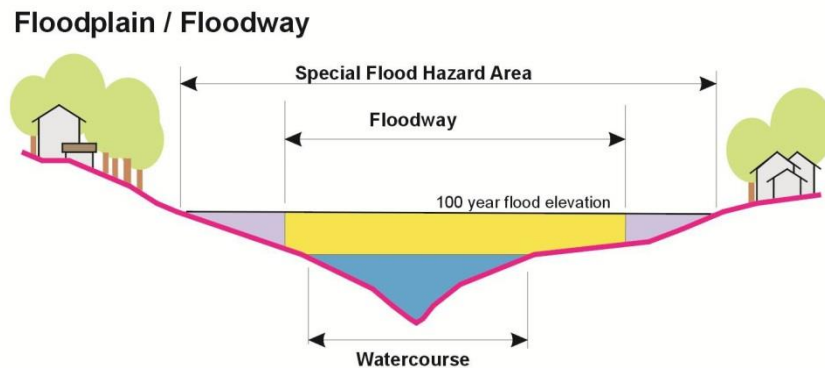 Floodplain / Floodway
Special Flood Hazard Area
Floodway
100 year flood elevation
Watercourse